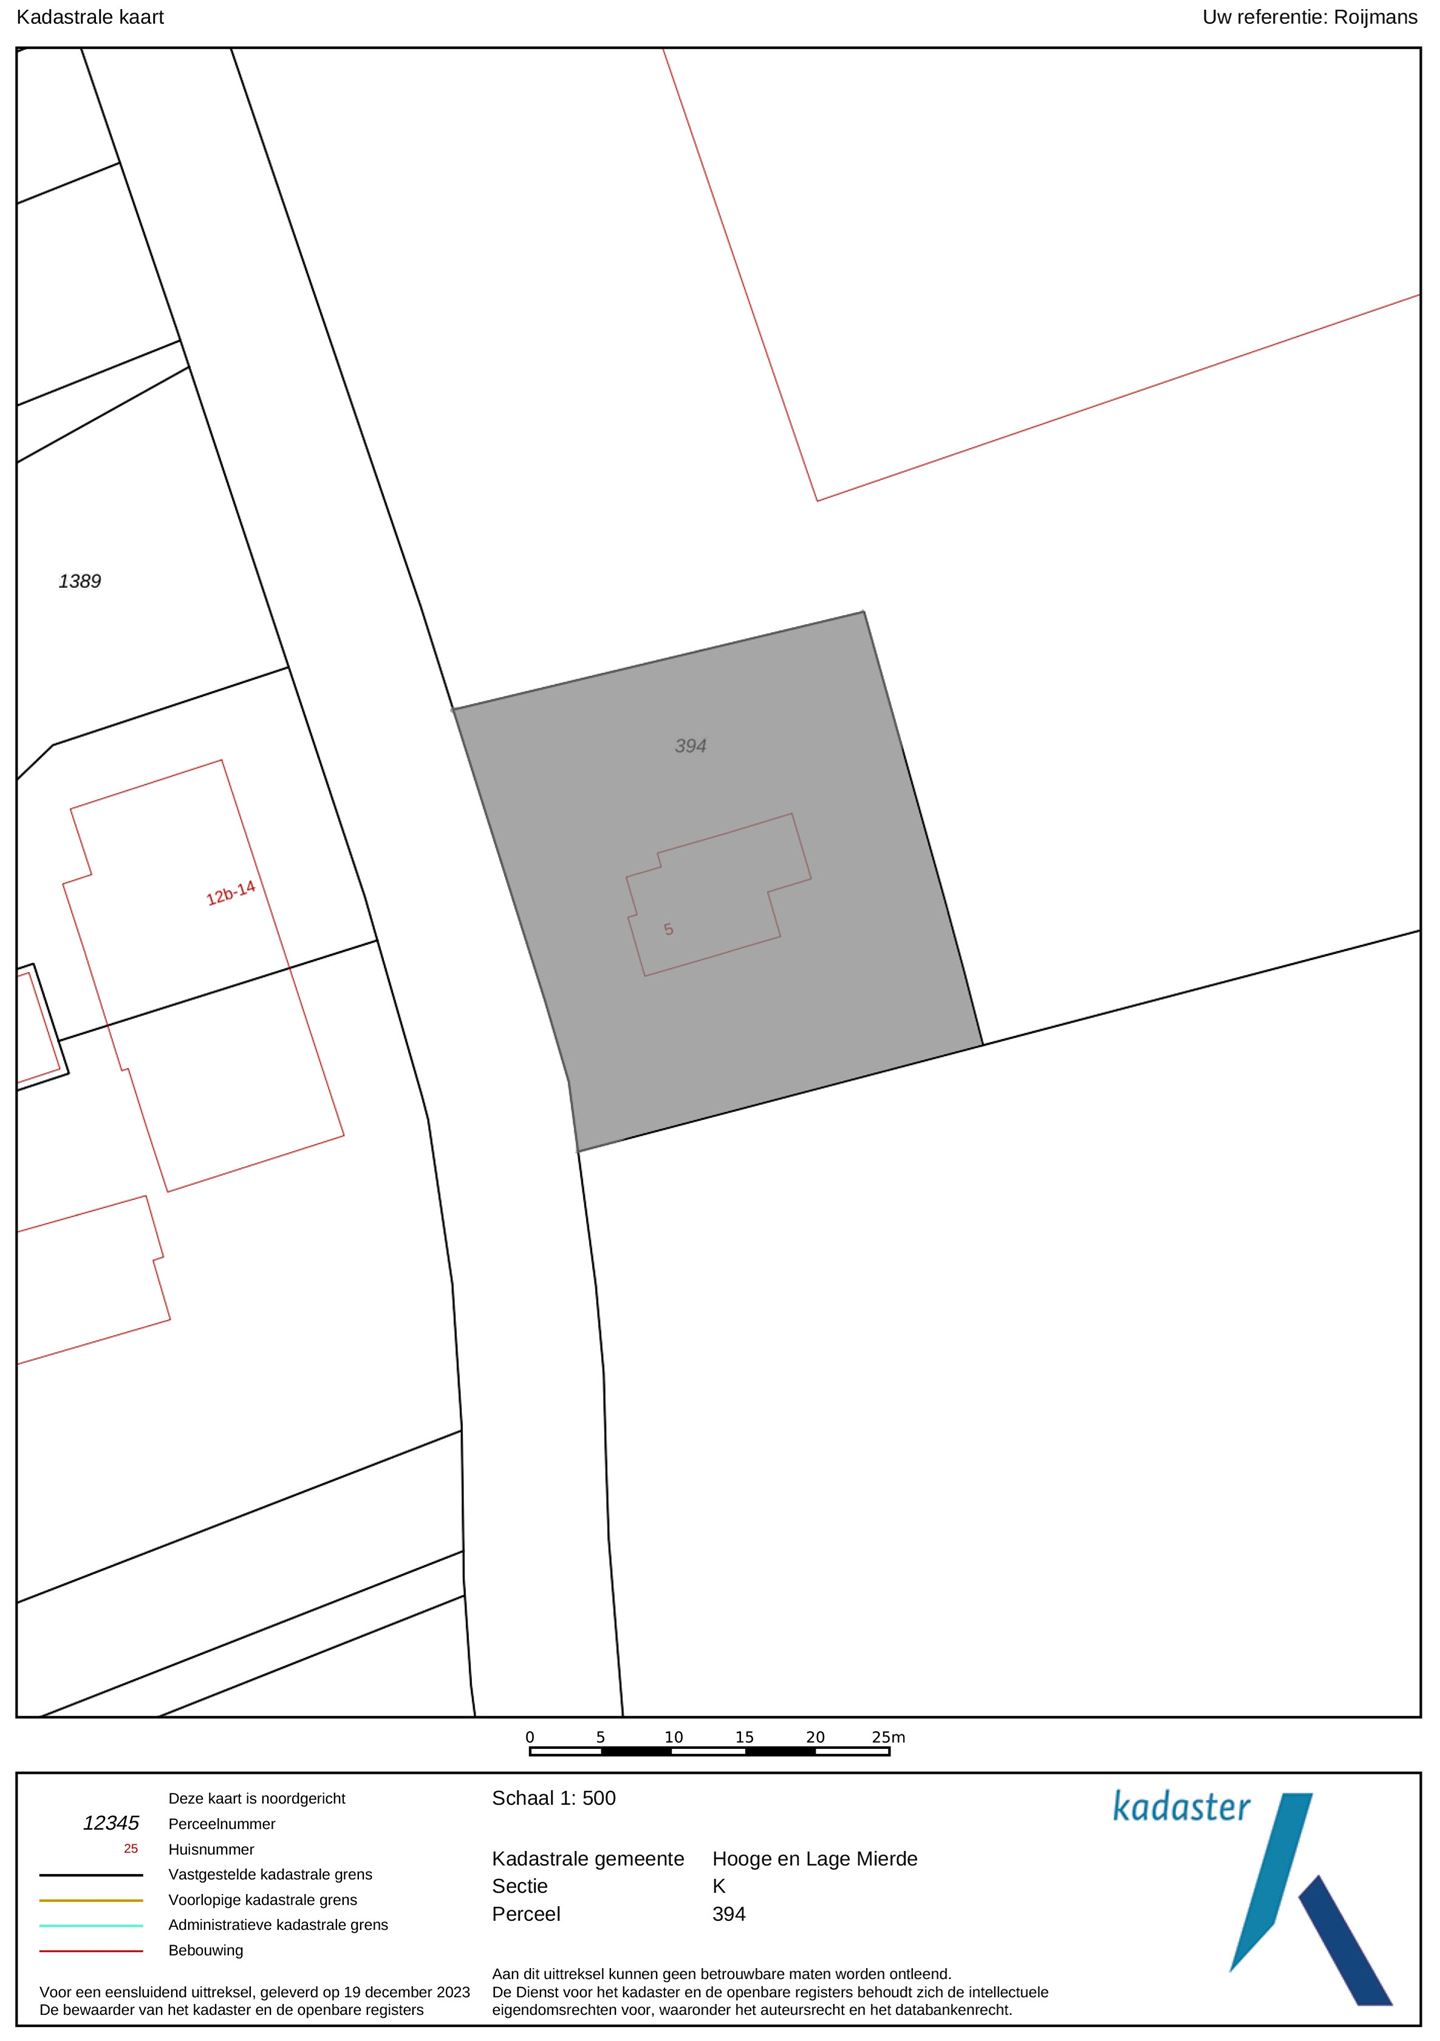 Kadastrale kaart
Uw referentie: Roijmans
1389
394
12b-14
5
0 5 10 15 20 25m
Deze kaart is noordgericht
12345 Perceelnummer
25 Huisnummer
Vastgestelde kadastrale grens
Voorlopige kadastrale grens
Administratieve kadastrale grens
Bebouwing
Voor een eensluidend uittreksel, geleverd op 19 december 2023
De bewaarder van het kadaster en de openbare registers
Schaal 1: 500
Kadastrale gemeente Hooge en Lage Mierde
Sectie K
Perceel 394
Aan dit uittreksel kunnen geen betrouwbare maten worden ontleend.
De Dienst voor het kadaster en de openbare registers behoudt zich de intellectuele
eigendomsrechten voor, waaronder het auteursrecht en het databankenrecht.
kadaster